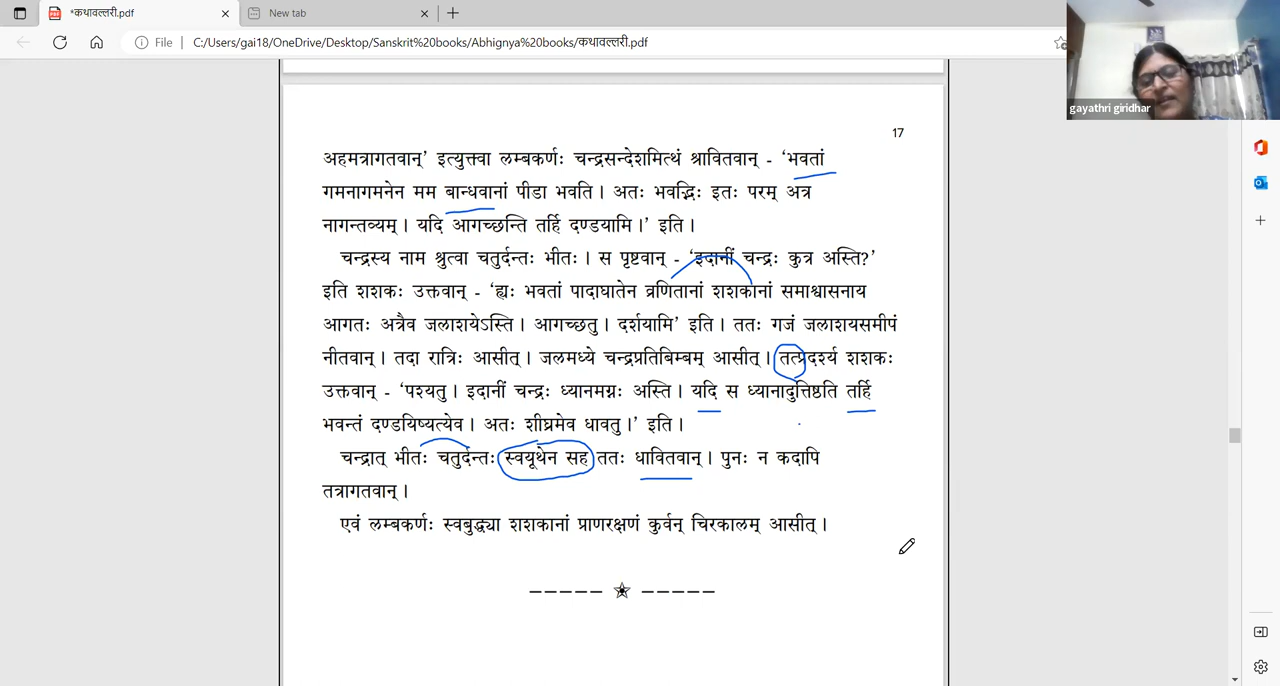 *कथावल्लरी.pdf
New tab
File | C:/Users/gai18/OneDrive/Desktop/Sanskrit%20books/Abhignya%20books/कथावल्लरी.pdf
gayathri giridhar
17
अहमत्रागतवान्’ इत्युक्त्वा लम्बकर्णः चन्द्रसन्देशमित्थं श्रावितवान् - ‘भवतां
गमनागमनेन मम बान्धवानां पीडा भवति । अतः भवद्भिः इतः परम् अत्र
नागन्तव्यम् । यदि आगच्छन्ति तर्हि दण्डयामि ।’ इति ।
चन्द्रस्य नाम श्रुत्वा चतुर्दन्तः भीतः । स पृष्टवान् - ‘इदानीं चन्द्रः कुत्र अस्ति?’
इति शशकः उक्तवान् - ‘ह्यः भवतां पादाघातेन व्रणितानां शशकानां समाश्वासनाय
आगतः अत्रैव जलाशयेऽस्ति । आगच्छतु । दर्शयामि’ इति । ततः गजं जलाशयसमीपं
नीतवान् । तदा रात्रिः आसीत् । जलमध्ये चन्द्रप्रतिबिम्बम् आसीत् । तत्प्रदर्श्य शशकः
उक्तवान् - ‘पश्यतु । इदानीं चन्द्रः ध्यानमग्नः अस्ति । यदि स ध्यानादुत्तिष्ठति तर्हि
भवन्तं दण्डयिष्यत्येव । अतः शीघ्रमेव धावतु ।’ इति ।
चन्द्रात् भीतः चतुर्दन्तः स्वयूथेन सह ततः धावितवान् । पुनः न कदापि
तत्रागतवान् ।
एवं लम्बकर्णः स्वबुद्ध्या शशकानां प्राणरक्षणं कुर्वन् चिरकालम् आसीत् ।